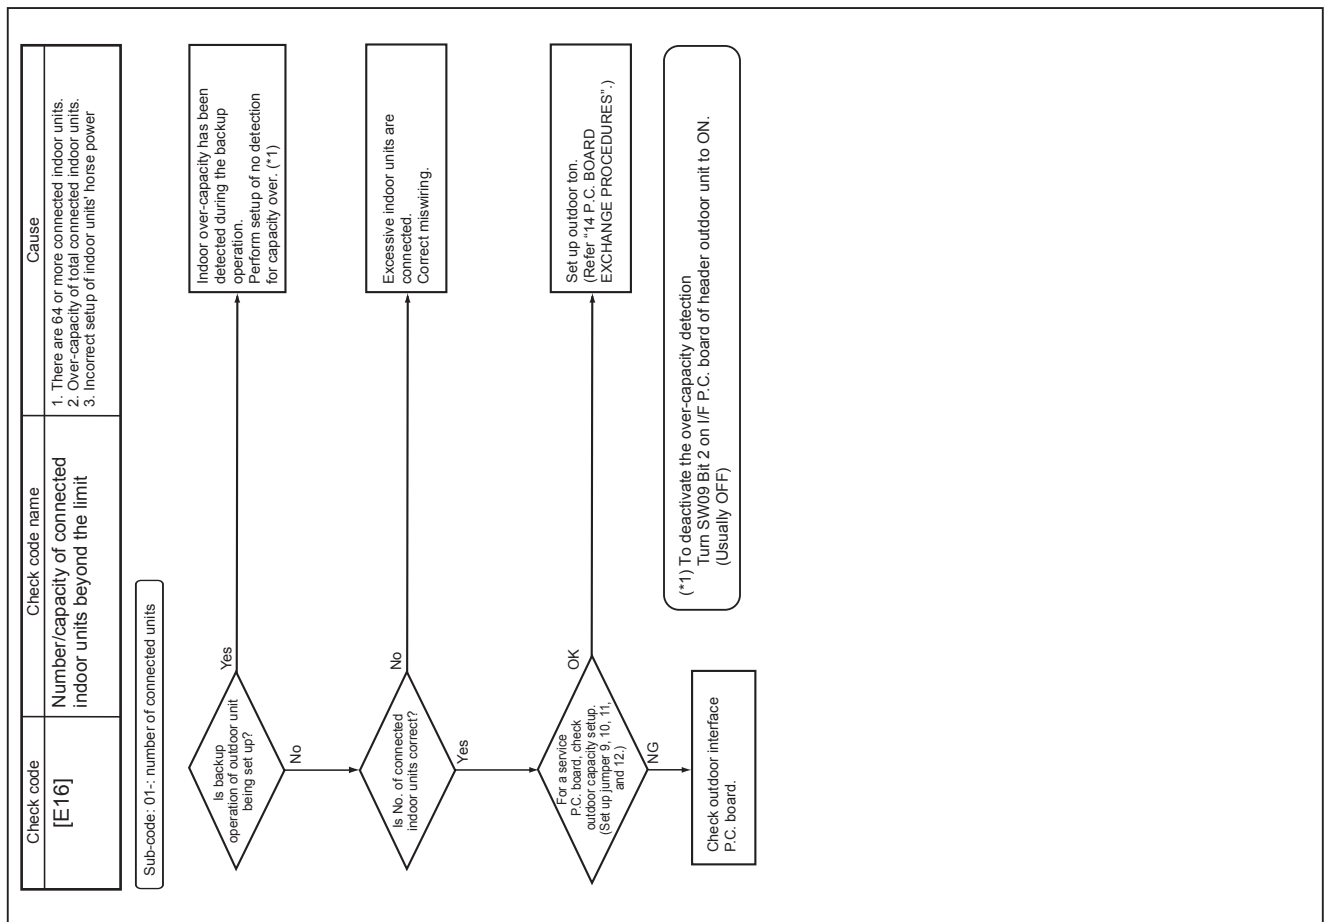 Check code
Check code name
Cause
[E16]
Number/capacity of connected
indoor units beyond the limit
1. There are 64 or more connected indoor units.
2. Over-capacity of total connected indoor units.
3. Incorrect setup of indoor units' horse power
Sub-code: 01-: number of connected units
Is backup
operation of outdoor unit
being set up?
Yes
Indoor over-capacity has been
detected during the backup
operation.
Perform setup of no detection
for capacity over. (*1)
No
Is No. of connected
indoor units correct?
No
Excessive indoor units are
connected.
Correct miswiring.
Yes
For a service
P.C. board, check
outdoor capacity setup.
(Set up jumper 9, 10, 11,
and 12.)
OK
Set up outdoor ton.
(Refer “14 P.C. BOARD
EXCHANGE PROCEDURES”.)
NG
Check outdoor interface
P.C. board.
(*1) To deactivate the over-capacity detection
Turn SW09 Bit 2 on I/F P.C. board of header outdoor unit to ON.
(Usually OFF)